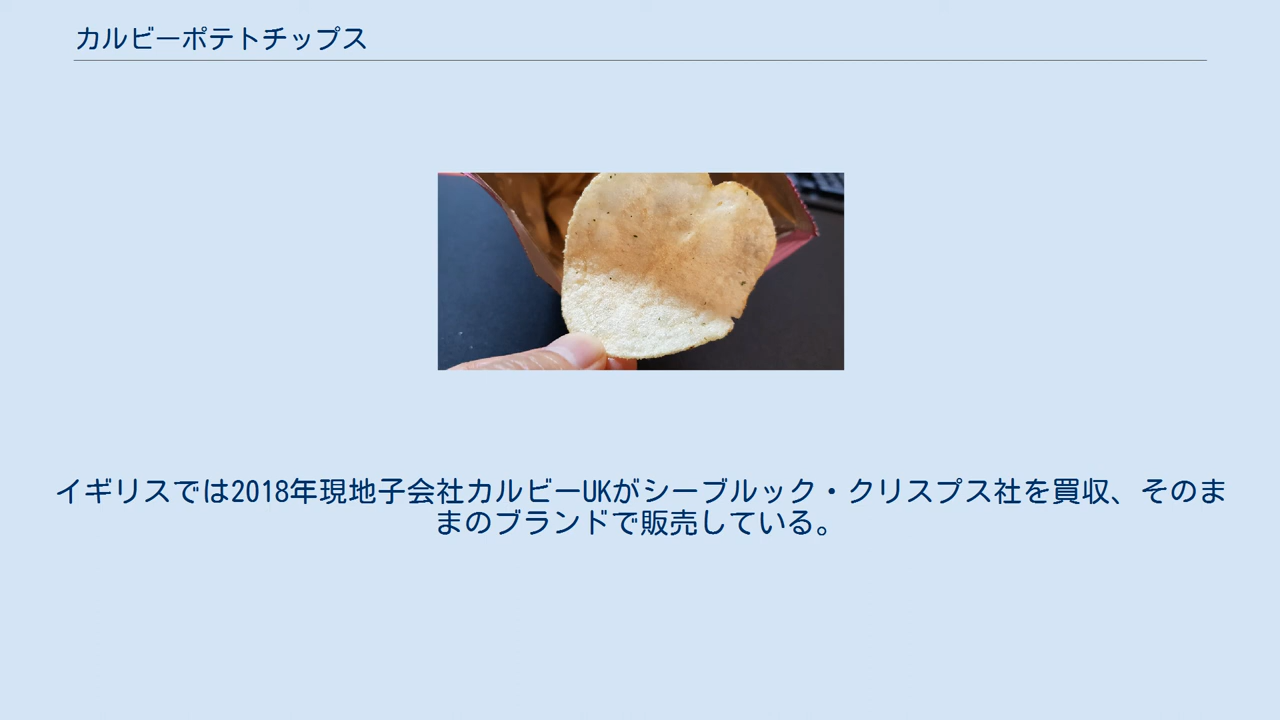 カルビーポテトチップス
イギリスでは2018年現地子会社カルビーUKがシーブルック・クリスプス社を買収、そのま
まのブランドで販売している。